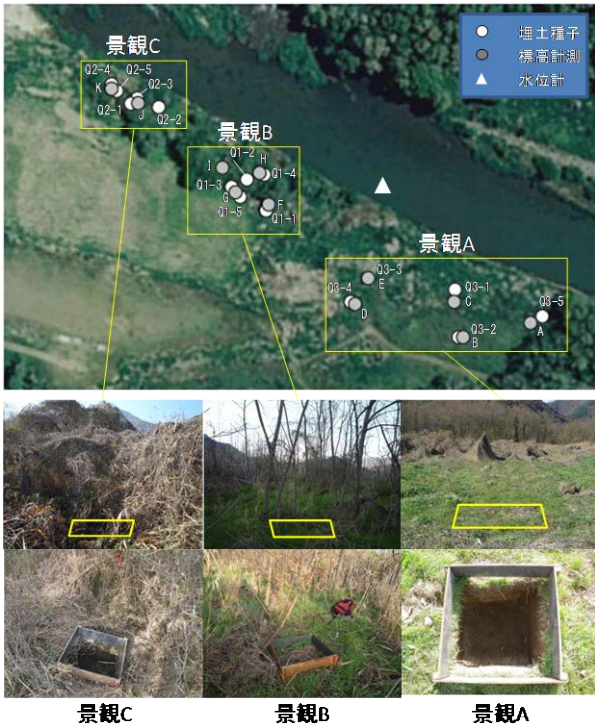 埋土種子
標高計測
水位計
景観C
Q2-4
Q2-5
Q2-3
K
J
Q2-1
Q2-2
景観B
Q1-2
H
I
Q1-4
Q1-3
G
F
Q1-5
Q1-1
景観A
Q3-3
E
Q3-4
D
Q3-1
C
Q3-5
A
Q3-2
B
景観C
景観B
景観A